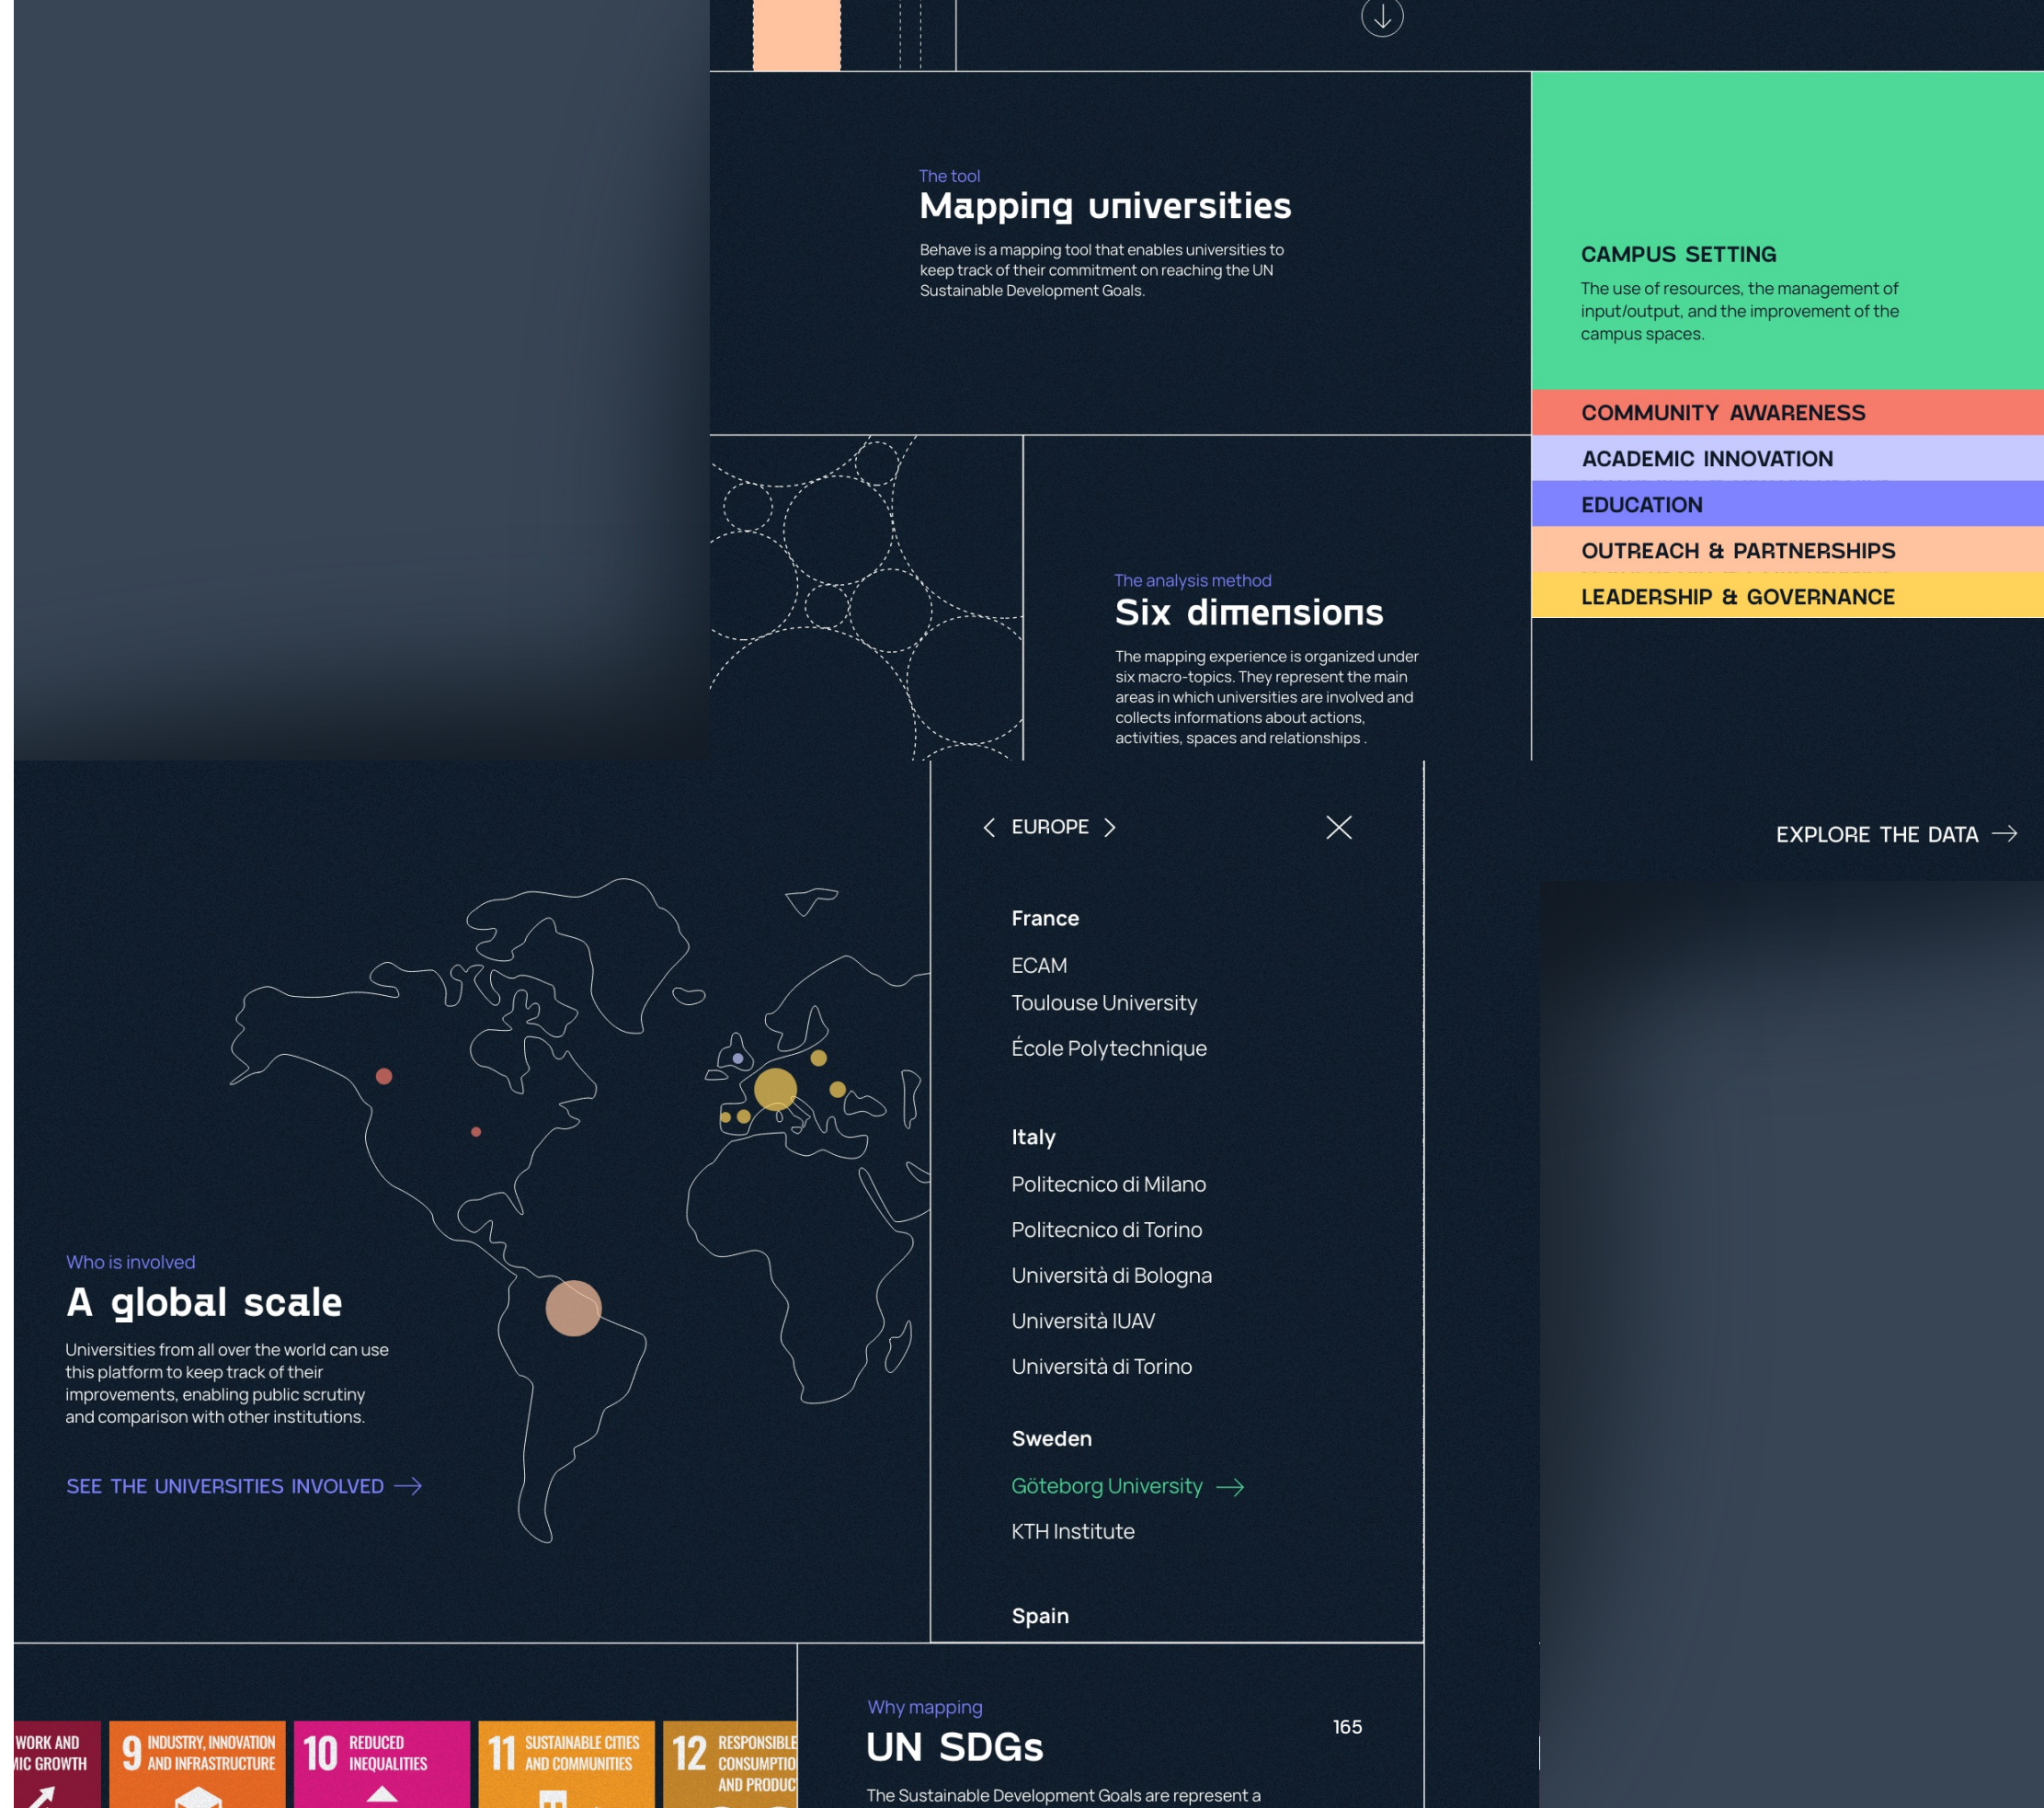 The tool
Mapping universities
Behave is a mapping tool that enables universities to
keep track of their commitment on reaching the UN
Sustainable Development Goals.
CAMPUS SETTING
The use of resources, the management of
input/output, and the improvement of the
campus spaces.
COMMUNITY AWARENESS
ACADEMIC INNOVATION
EDUCATION
OUTREACH & PARTNERSHIPS
LEADERSHIP & GOVERNANCE
The analysis method
Six dimensions
The mapping experience is organized under
six macro-topics. They represent the main
areas in which universities are involved and
collects informations about actions,
activities, spaces and relationships .
EXPLORE THE DATA
Who is involved
A global scale
Universities from all over the world can use
this platform to keep track of their
improvements, enabling public scrutiny
and comparison with other institutions.
SEE THE UNIVERSITIES INVOLVED
EUROPE
France
ECAM
Toulouse University
École Polytechnique
Italy
Politecnico di Milano
Politecnico di Torino
Università di Bologna
Università IUAV
Università di Torino
Sweden
Göteborg University
KTH Institute
Spain
WORK AND
MIC GROWTH
9 INDUSTRY, INNOVATION
AND INFRASTRUCTURE
10 REDUCED
INEQUALITIES
11 SUSTAINABLE CITIES
AND COMMUNITIES
12 RESPONSIBLE
CONSUMPTIO
AND PRODUC
Why mapping
UN SDGs
165
The Sustainable Development Goals are represent a